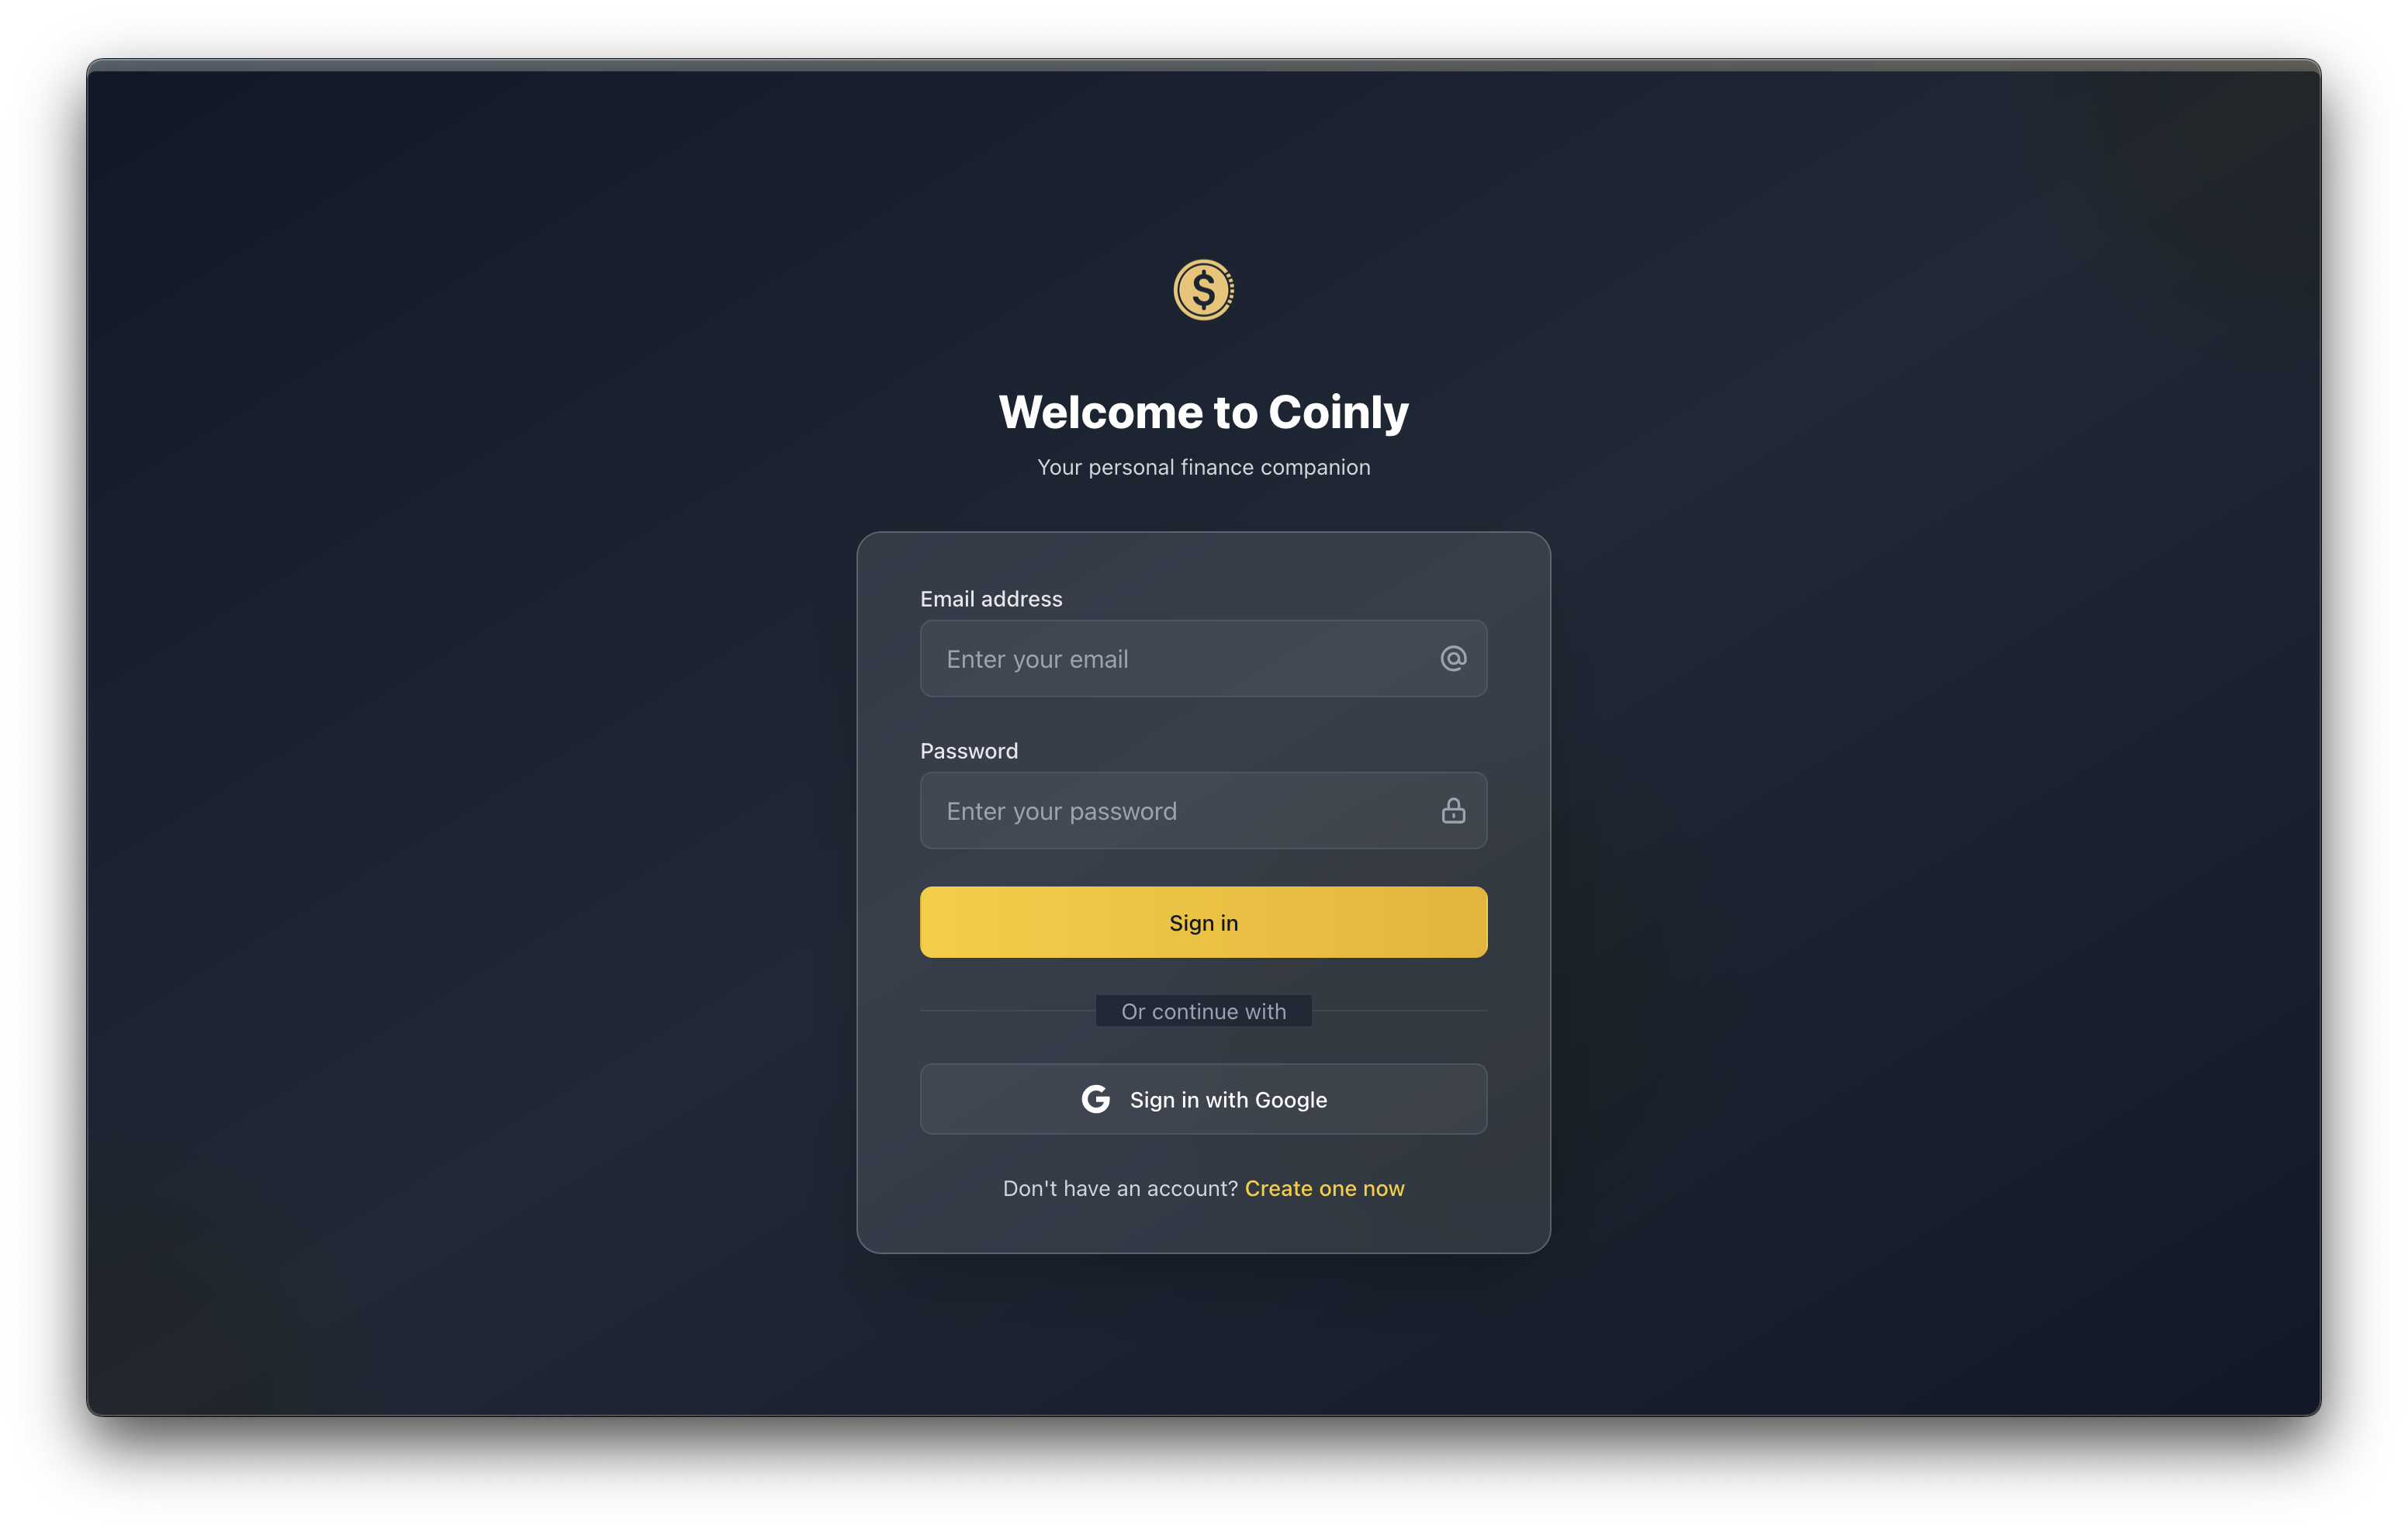 $
Welcome to Coinly
Your personal finance companion
Email address
Enter your email
Password
Enter your password
Sign in
Or continue with
G Sign in with Google
Don't have an account? Create one now